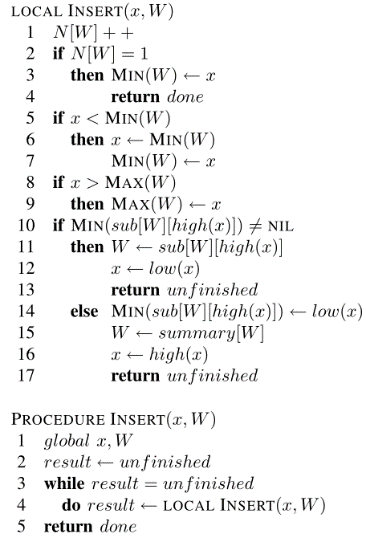 LOCAL INSERT(x, W)
1 N[W] + +
2 if N[W] = 1
3 then MIN(W) ← x
4 return done
5 if x < MIN(W)
6 then x ← MIN(W)
7 MIN(W) ← x
8 if x > MAX(W)
9 then MAX(W) ← x
10 if MIN(sub[W][high(x)]) ≠ NIL
11 then W ← sub[W][high(x)]
12 x ← low(x)
13 return unfinished
14 else MIN(sub[W][high(x)]) ← low(x)
15 W ← summary[W]
16 x ← high(x)
17 return unfinished
PROCEDURE INSERT(x, W)
1 global x, W
2 result ← unfinished
3 while result = unfinished
4 do result ← LOCAL INSERT(x, W)
5 return done